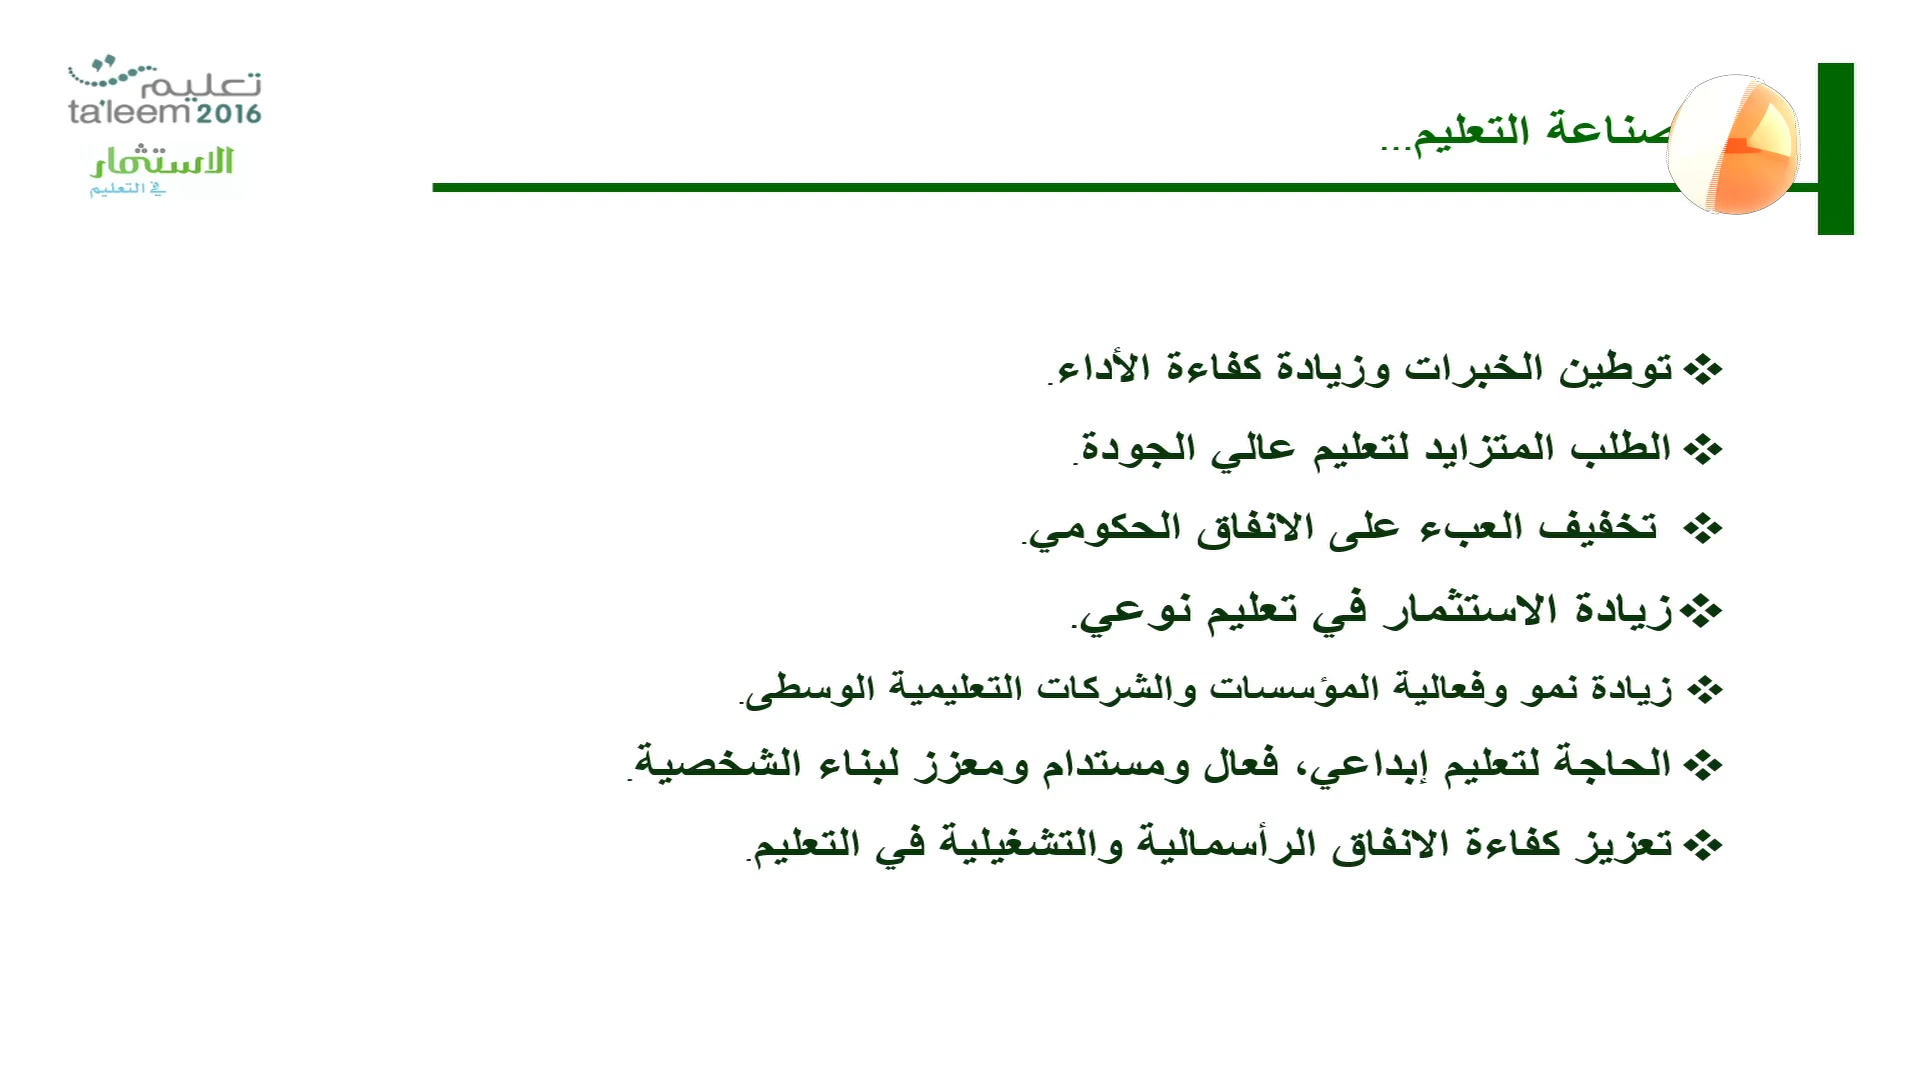 تعليم
ta'leem 2016
الاستثمار
في التعليم
صناعة التعليم...
توطين الخبرات وزيادة كفاءة الأداء.
الطلب المتزايد لتعليم عالي الجودة.
تخفيف العبء على الانفاق الحكومي.
زيادة الاستثمار في تعليم نوعي.
زيادة نمو وفعالية المؤسسات والشركات التعليمية الوسطى.
الحاجة لتعليم إبداعي، فعال ومستدام ومعزز لبناء الشخصية.
تعزيز كفاءة الانفاق الرأسمالية والتشغيلية في التعليم.